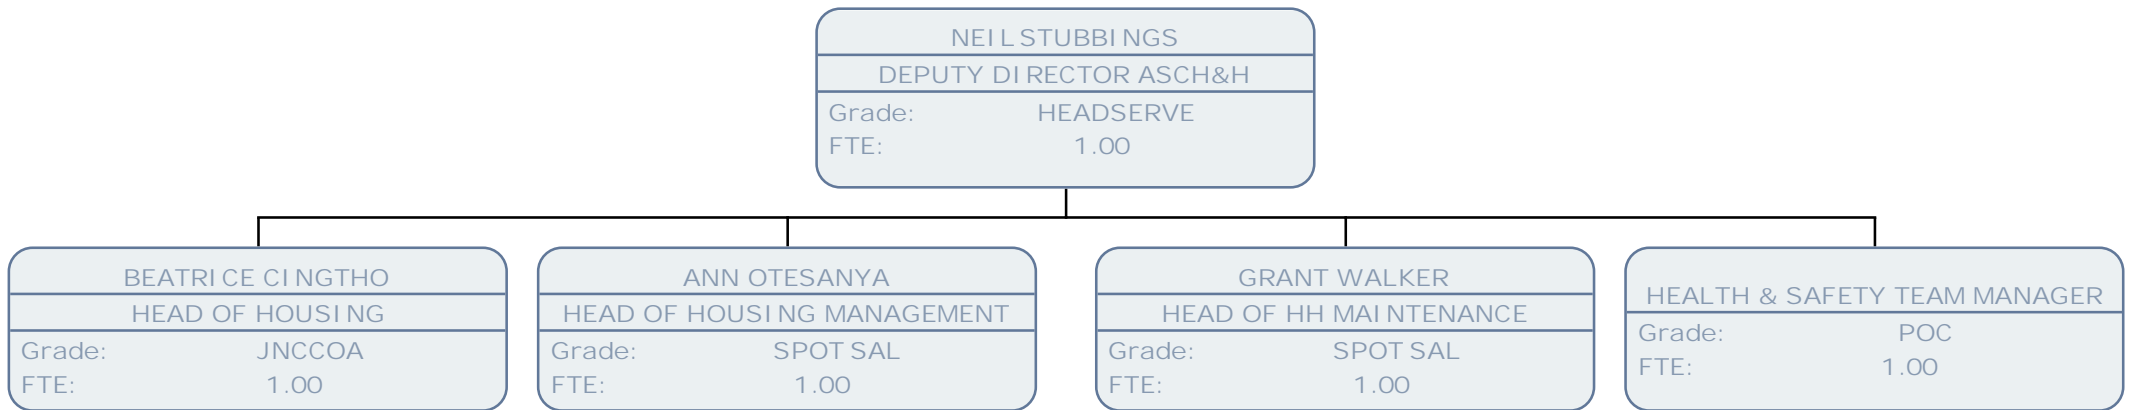 NEIL STUBBINGS
DEPUTY DIRECTOR ASCH&H
Grade: HEADSERVE
FTE: 1.00
BEATRICE CINGTHO
HEAD OF HOUSING
Grade: JNCCOA
FTE: 1.00
ANN OTESANYA
HEAD OF HOUSING MANAGEMENT
Grade: SPOT SAL
FTE: 1.00
GRANT WALKER
HEAD OF HH MAINTENANCE
Grade: SPOT SAL
FTE: 1.00
HEALTH & SAFETY TEAM MANAGER
Grade: POC
FTE: 1.00